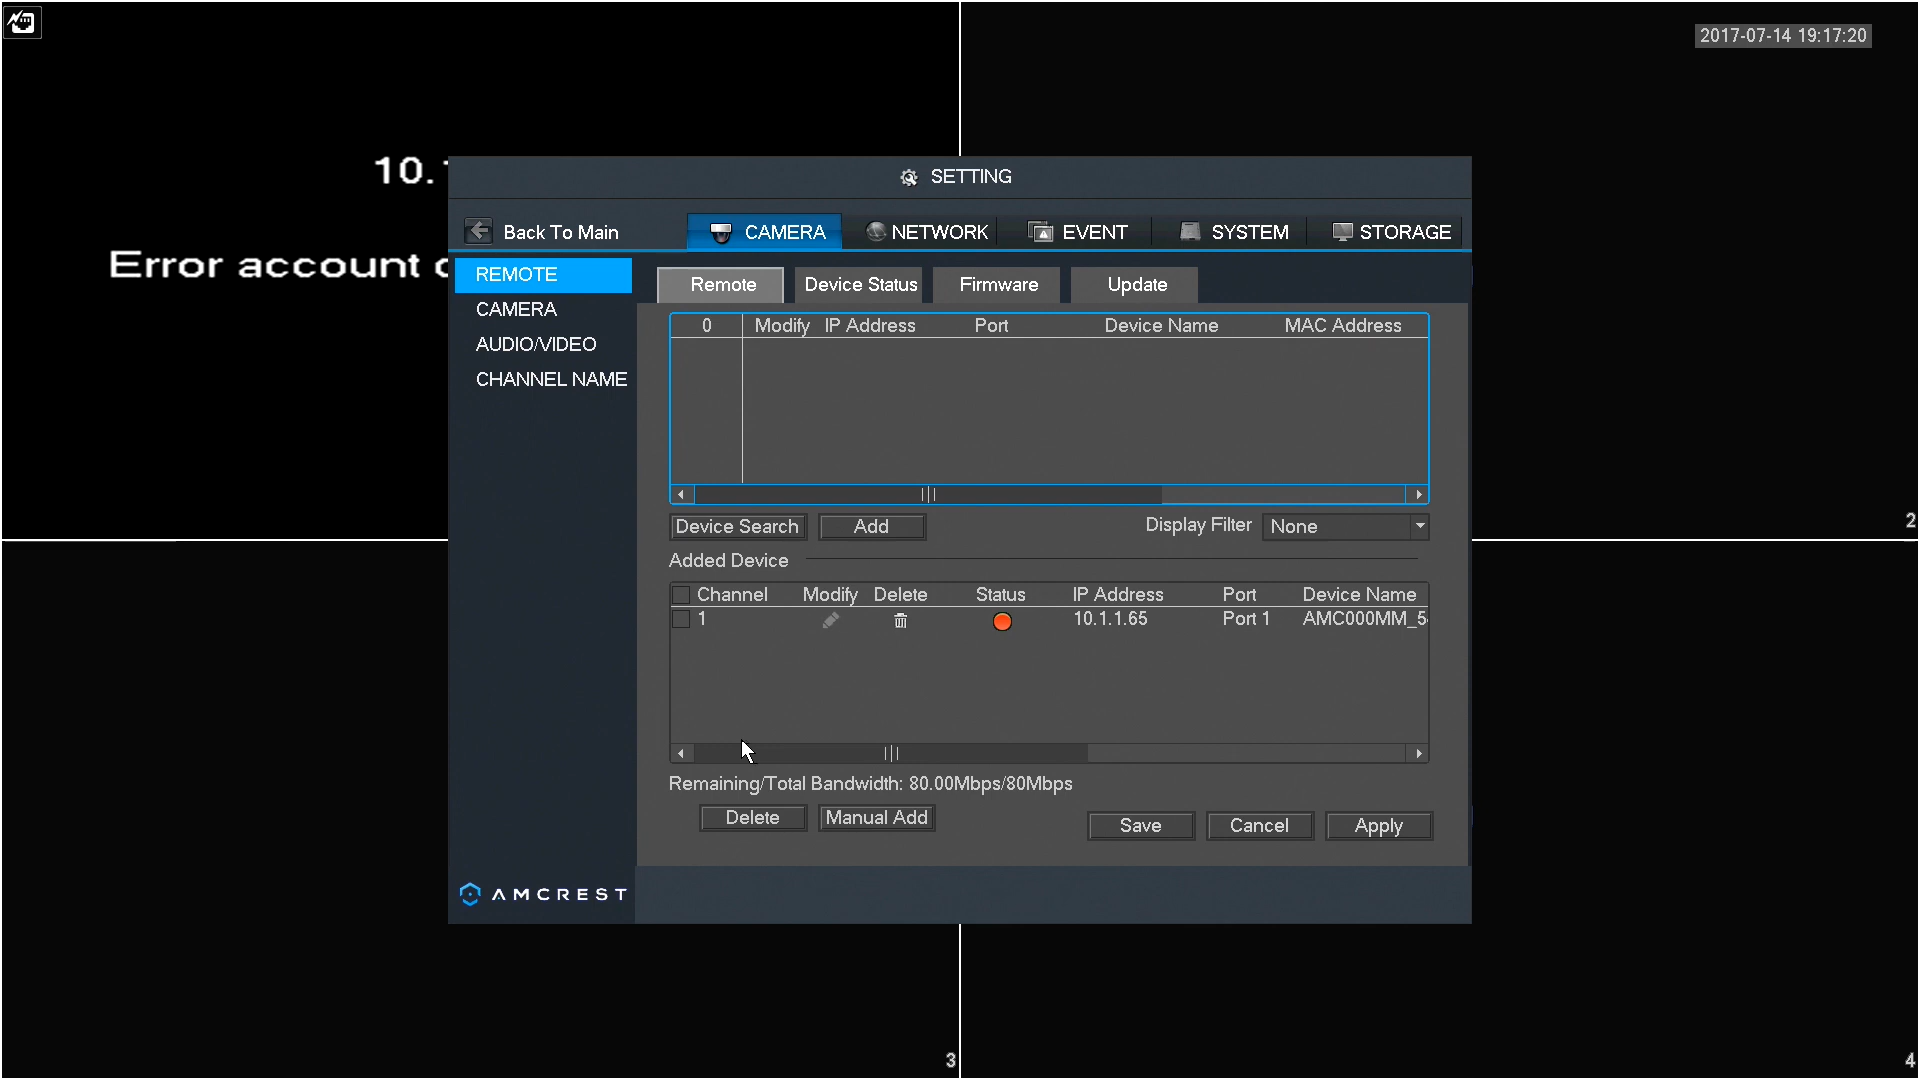 2017-07-14 19:17:20
10.
Error account
SETTING
Back To Main
CAMERA
NETWORK
EVENT
SYSTEM
STORAGE
REMOTE
CAMERA
AUDIO/VIDEO
CHANNEL NAME
Remote
Device Status
Firmware
Update
0 Modify IP Address Port Device Name MAC Address
Device Search
Add
Display Filter None
2
Added Device
Channel Modify Delete Status IP Address Port Device Name
1 10.1.1.65 Port 1 AMC000MM_5
Remaining/Total Bandwidth: 80.00Mbps/80Mbps
Delete
Manual Add
Save
Cancel
Apply
AMCREST
3
4